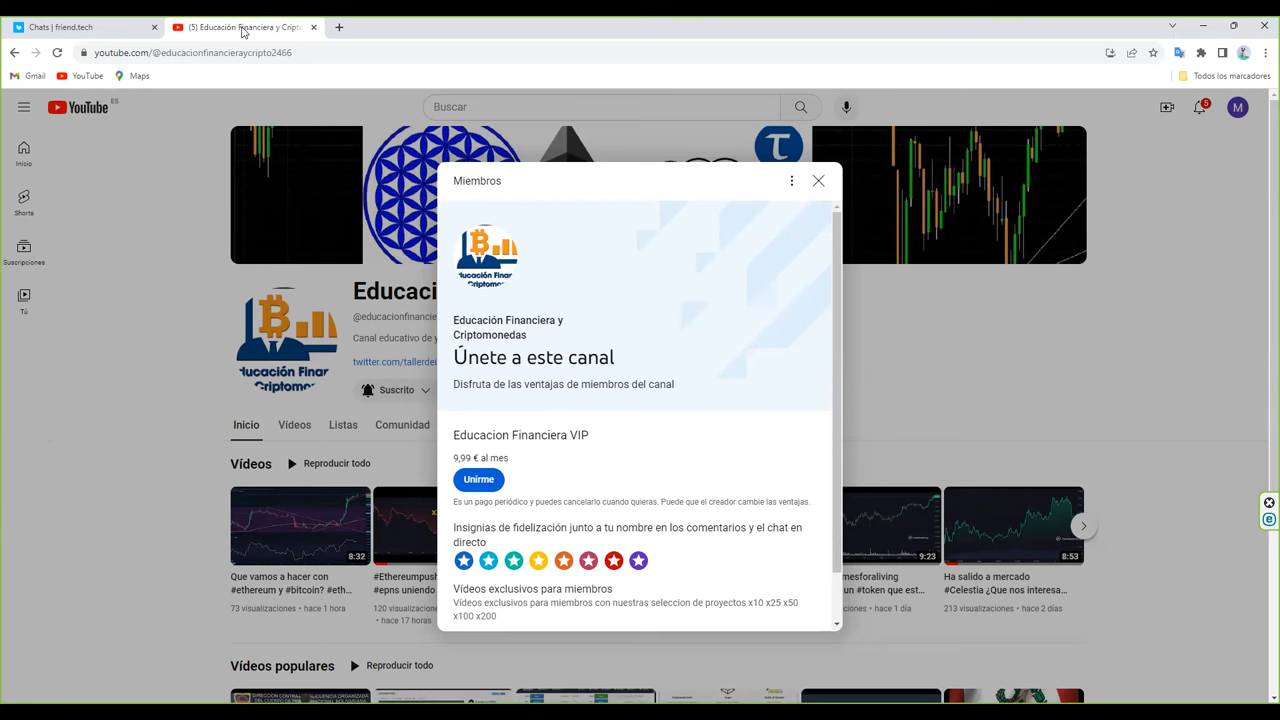 Chats | friend.tech
(5) Educación Financiera y Cripto
youtube.com/@educacionfinancieraycripto2466
Gmail
YouTube
Maps
Todos los marcadores
YouTube ES
Buscar
5
M
Inicio
Shorts
Suscripciones
Tú
Miembros
Educación Financiera y
Criptomonedas
Únete a este canal
Disfruta de las ventajas de miembros del canal
Educacion Financiera VIP
9,99 € al mes
Unirme
Es un pago periódico y puedes cancelarlo cuando quieras. Puede que el creador cambie las ventajas.
Insignias de fidelización junto a tu nombre en los comentarios y el chat en
directo
Vídeos exclusivos para miembros
Vídeos exclusivos para miembros con nuestras seleccion de proyectos x10 x25 x50
x100 x200
Educaci
@educacionfinancie
Canal educativo de y
twitter.com/tallerdei
Suscrito
Inicio
Vídeos
Listas
Comunidad
Vídeos
Reproducir todo
8:32
9:23
8:53
Que vamos a hacer con
#ethereum y #bitcoin? #eth...
73 visualizaciones • hace 1 hora
#Ethereumpush
#epns uniendo
120 visualizacione
• hace 17 horas
mesforaliving
un #token que est...
• hace 1 día
Ha salido a mercado
#Celestia ¿Que nos interesa...
213 visualizaciones • hace 2 días
Vídeos populares
Reproducir todo